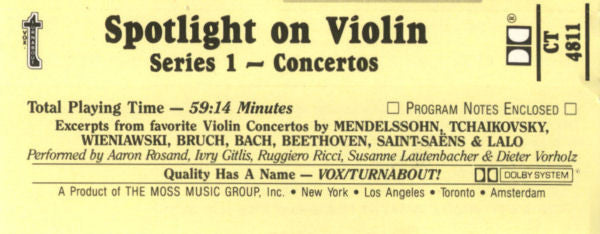 Spotlight on Violin
Series 1 ~ Concertos
CT
4811
Total Playing Time — 59:14 Minutes
□ PROGRAM NOTES ENCLOSED □
Excerpts from favorite Violin Concertos by MENDELSSOHN, TCHAIKOVSKY,
WIENIAWSKI, BRUCH, BACH, BEETHOVEN, SAINT-SAËNS & LALO
Performed by Aaron Rosand, Ivry Gitlis, Ruggiero Ricci, Susanne Lautenbacher & Dieter Vorholz
Quality Has A Name — VOX/TURNABOUT!
DOLBY SYSTEM
A Product of THE MOSS MUSIC GROUP, Inc. • New York • Los Angeles • Toronto • Amsterdam